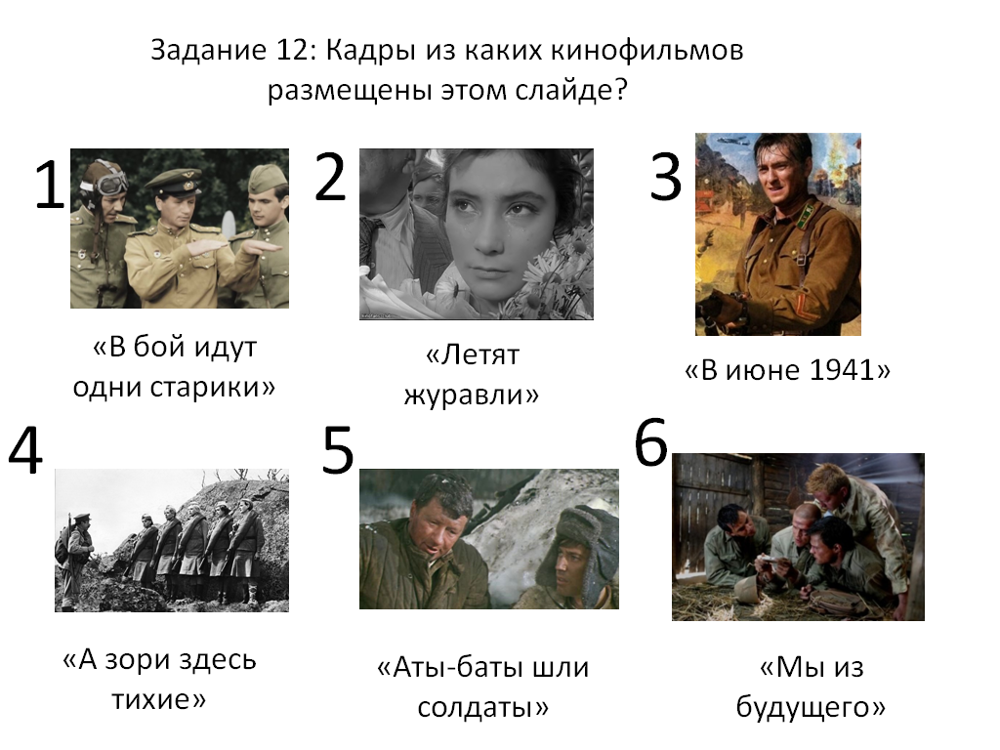 Задание 12: Кадры из каких кинофильмов
размещены этом слайде?
1
2
3
«В бой идут
одни старики»
«Летят
журавли»
«В июне 1941»
4
5
6
«А зори здесь
тихие»
«Аты-баты шли
солдаты»
«Мы из
будущего»